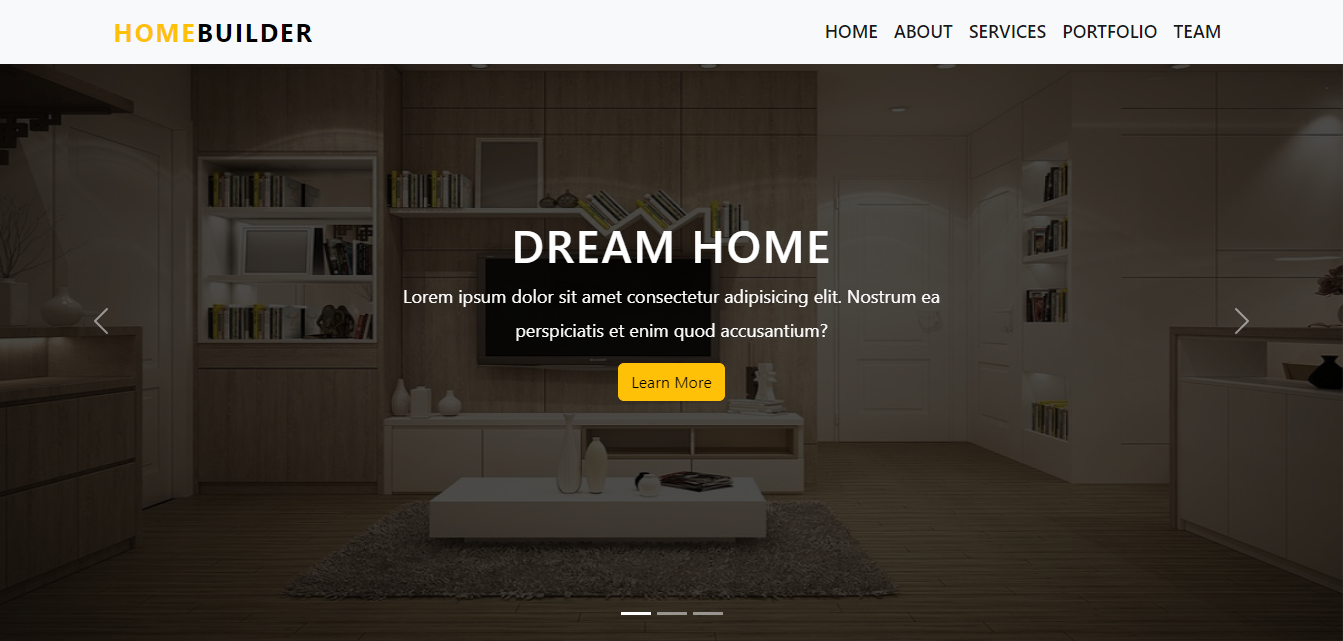 HOMEBUILDER
HOME ABOUT SERVICES PORTFOLIO TEAM
DREAM HOME
Lorem ipsum dolor sit amet consectetur adipisicing elit. Nostrum ea
perspiciatis et enim quod accusantium?
Learn More